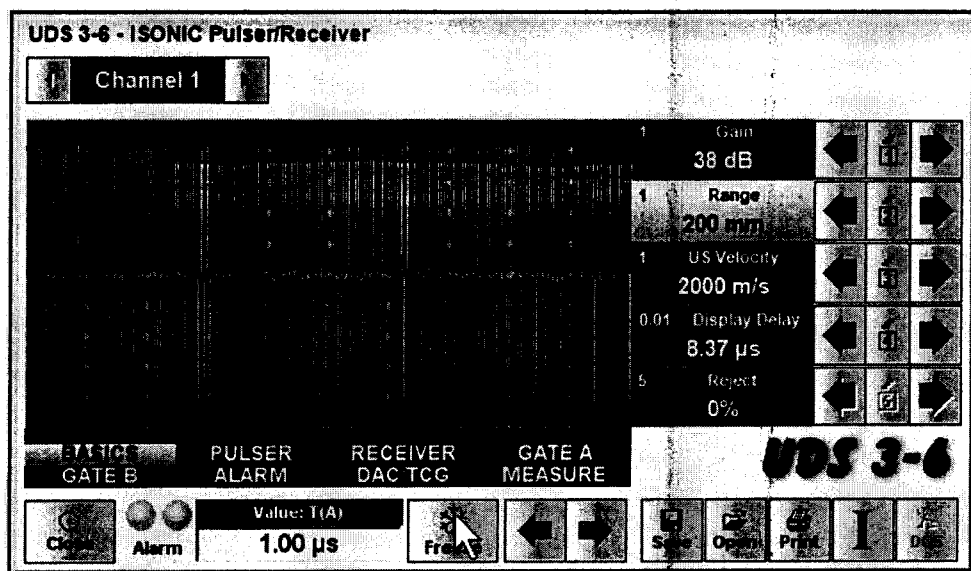 UDS 3-6 - ISONIC Pulser/Receiver
Channel 1
1 Gain
38 dB
1 Range
200 mm
1 US Velocity
2000 m/s
0.01 Display Delay
8.37 µs
5 Reject
0%
BASICS PULSER RECEIVER GATE A
GATE B ALARM DAC TCG MEASURE
UDS 3-6
Close Alarm
Value: T(A)
1.00 µs
Save Open Print